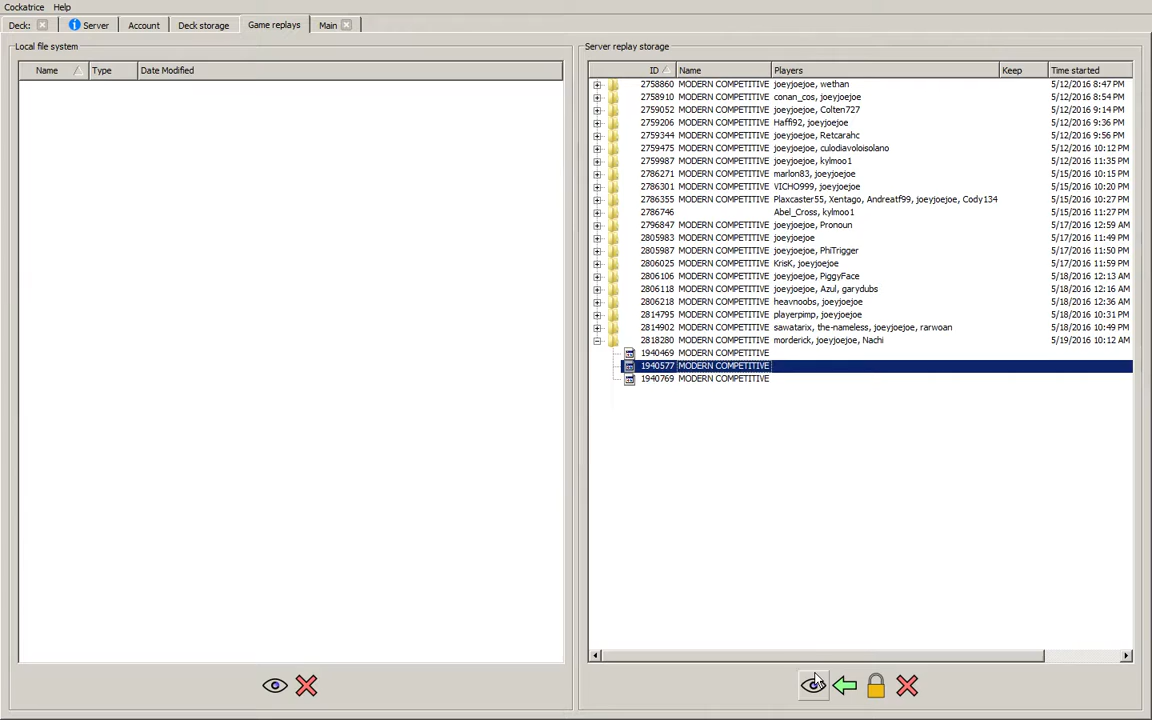 Cockatrice Help
Deck: Server Account Deck storage Game replays Main
Local file system
Name Type Date Modified
Server replay storage
ID Name Players Keep Time started
2758860 MODERN COMPETITIVE joeyjoejoe, wethan 5/12/2016 8:47 PM
2758910 MODERN COMPETITIVE conan_cos, joeyjoejoe 5/12/2016 8:54 PM
2759052 MODERN COMPETITIVE joeyjoejoe, Colten727 5/12/2016 9:14 PM
2759206 MODERN COMPETITIVE Haffi92, joeyjoejoe 5/12/2016 9:36 PM
2759344 MODERN COMPETITIVE joeyjoejoe, Retcarahc 5/12/2016 9:56 PM
2759475 MODERN COMPETITIVE joeyjoejoe, culodiavoloisolano 5/12/2016 10:12 PM
2759987 MODERN COMPETITIVE joeyjoejoe, kylmoo1 5/12/2016 11:35 PM
2786271 MODERN COMPETITIVE marlon83, joeyjoejoe 5/15/2016 10:15 PM
2786301 MODERN COMPETITIVE VICHO999, joeyjoejoe 5/15/2016 10:20 PM
2786355 MODERN COMPETITIVE Plaxcaster55, Xentago, Andreatf99, joeyjoejoe, Cody134 5/15/2016 10:27 PM
2786746 Abel_Cross, kylmoo1 5/15/2016 11:27 PM
2796847 MODERN COMPETITIVE joeyjoejoe, Pronoun 5/17/2016 12:59 AM
2805983 MODERN COMPETITIVE joeyjoejoe 5/17/2016 11:49 PM
2805987 MODERN COMPETITIVE joeyjoejoe, PhiTrigger 5/17/2016 11:50 PM
2806025 MODERN COMPETITIVE KrisK, joeyjoejoe 5/17/2016 11:59 PM
2806106 MODERN COMPETITIVE joeyjoejoe, PiggyFace 5/18/2016 12:13 AM
2806118 MODERN COMPETITIVE joeyjoejoe, Azul, garydubs 5/18/2016 12:16 AM
2806218 MODERN COMPETITIVE heavnoobs, joeyjoejoe 5/18/2016 12:36 AM
2814795 MODERN COMPETITIVE playerpimp, joeyjoejoe 5/18/2016 10:31 PM
2814902 MODERN COMPETITIVE sawatarix, the-nameless, joeyjoejoe, rarwoan 5/18/2016 10:49 PM
2818280 MODERN COMPETITIVE morderick, joeyjoejoe, Nachi 5/19/2016 10:12 AM
1940469 MODERN COMPETITIVE
1940577 MODERN COMPETITIVE
1940769 MODERN COMPETITIVE